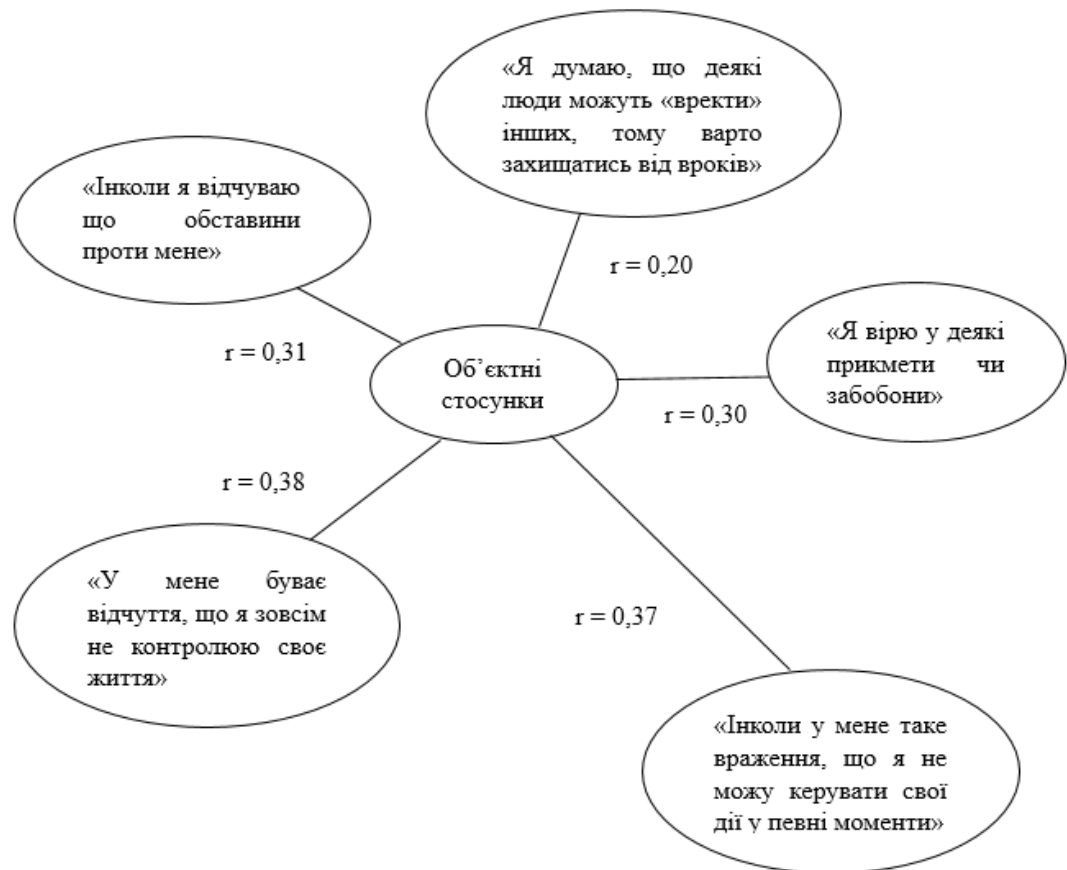 «Я думаю, що деякі
люди можуть «вректи»
інших, тому варто
захищатись від вроків»
«Інколи я відчуваю
що обставини
проти мене»
r = 0,20
«Я вірю у деякі
прикмети чи
забобони»
r = 0,31
Об’єктні
стосунки
r = 0,30
r = 0,38
«У мене буває
відчуття, що я зовсім
не контролюю своє
життя»
r = 0,37
«Інколи у мене таке
враження, що я не
можу керувати свої
дії у певні моменти»